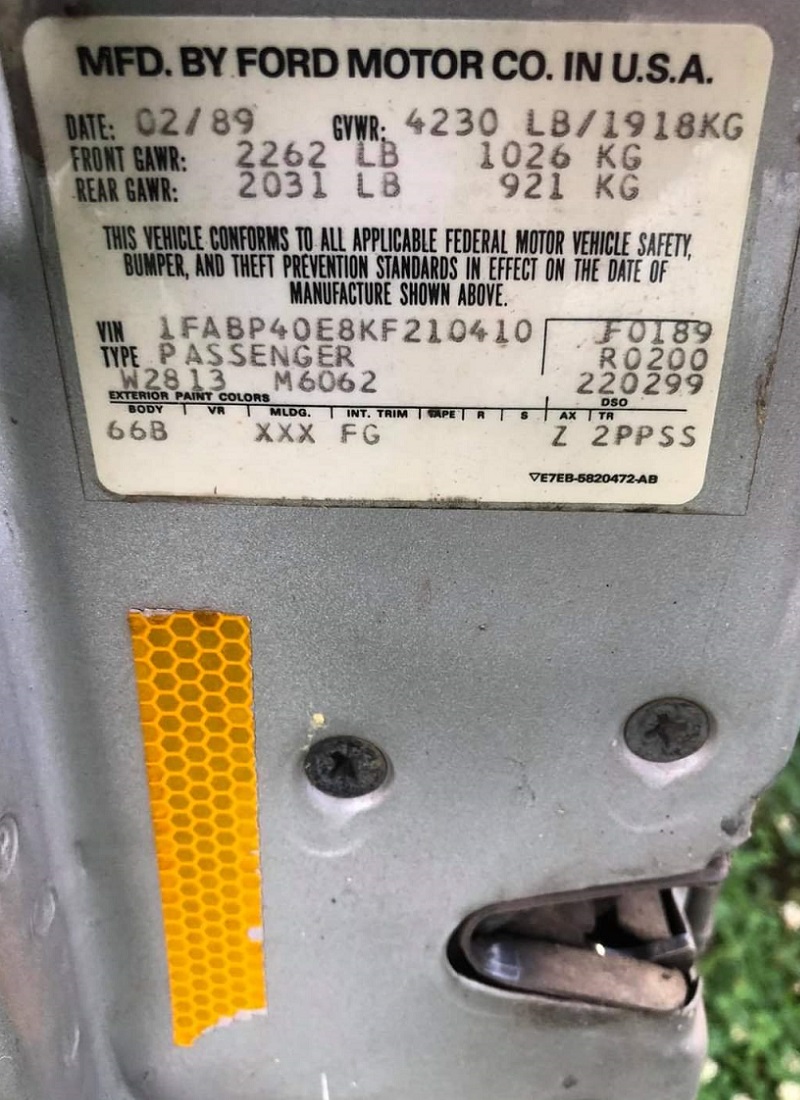 MFD. BY FORD MOTOR CO. IN U.S.A.
DATE: 02/89 GVWR: 4230 LB/1918KG
FRONT GAWR: 2262 LB 1026 KG
REAR GAWR: 2031 LB 921 KG
THIS VEHICLE CONFORMS TO ALL APPLICABLE FEDERAL MOTOR VEHICLE SAFETY,
BUMPER, AND THEFT PREVENTION STANDARDS IN EFFECT ON THE DATE OF
MANUFACTURE SHOWN ABOVE.
VIN 1FABP40E8KF210410 F0189
TYPE PASSENGER R0200
W2813 M6062 220299
EXTERIOR PAINT COLORS DSO
BODY VR MLDG. INT. TRIM TAPE R S AX TR
66B XXX FG Z 2PPSS
▽E7EB-5820472-AB